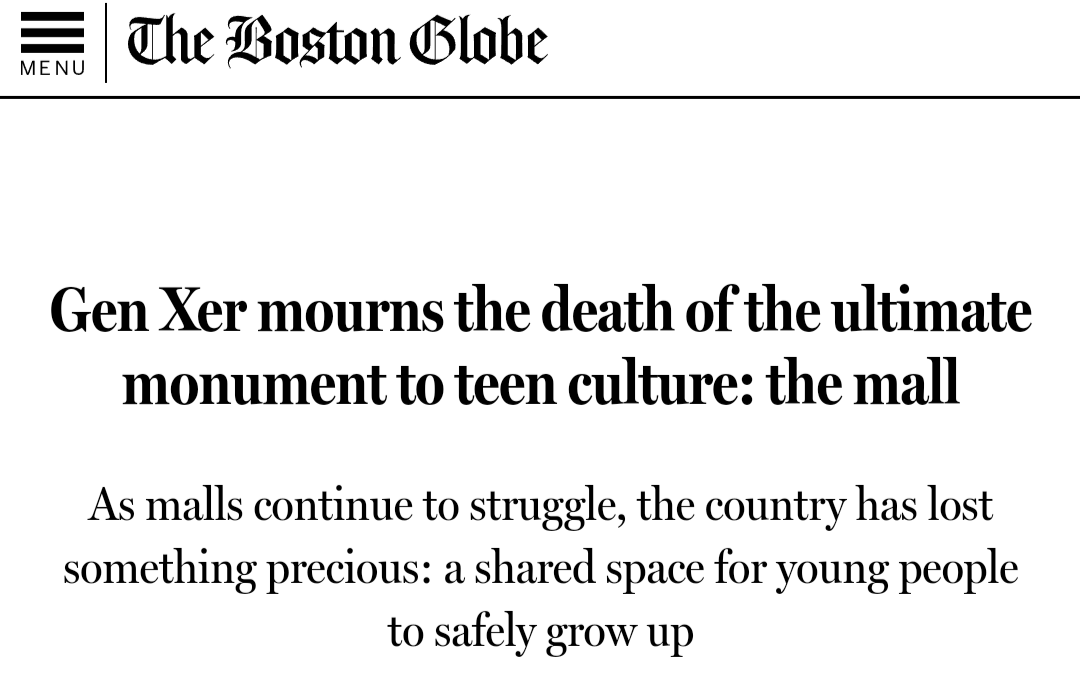 The Boston Globe
MENU
Gen Xer mourns the death of the ultimate
monument to teen culture: the mall
As malls continue to struggle, the country has lost
something precious: a shared space for young people
to safely grow up